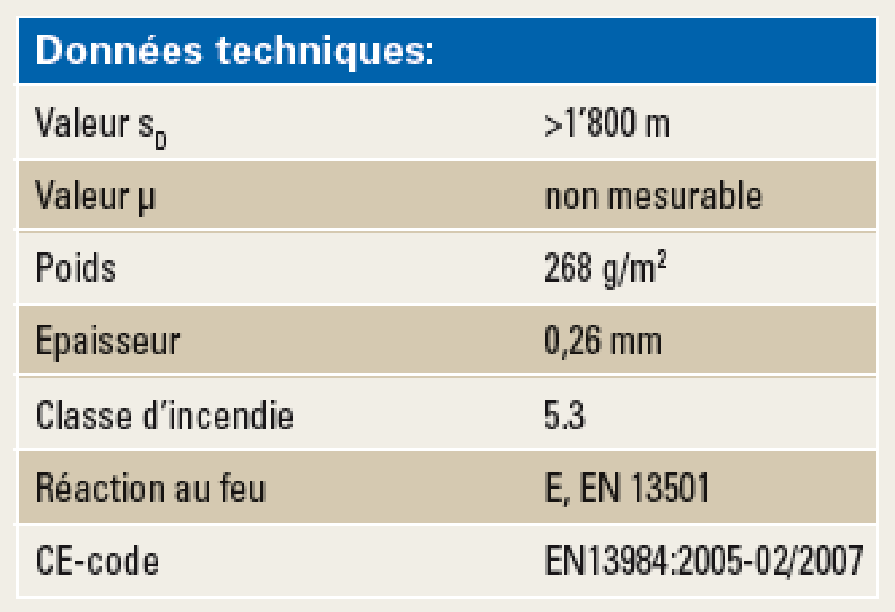 Données techniques:
Valeur s_D >1’800 m
Valeur µ non mesurable
Poids 268 g/m²
Epaisseur 0,26 mm
Classe d’incendie 5.3
Réaction au feu E, EN 13501
CE-code EN13984:2005-02/2007